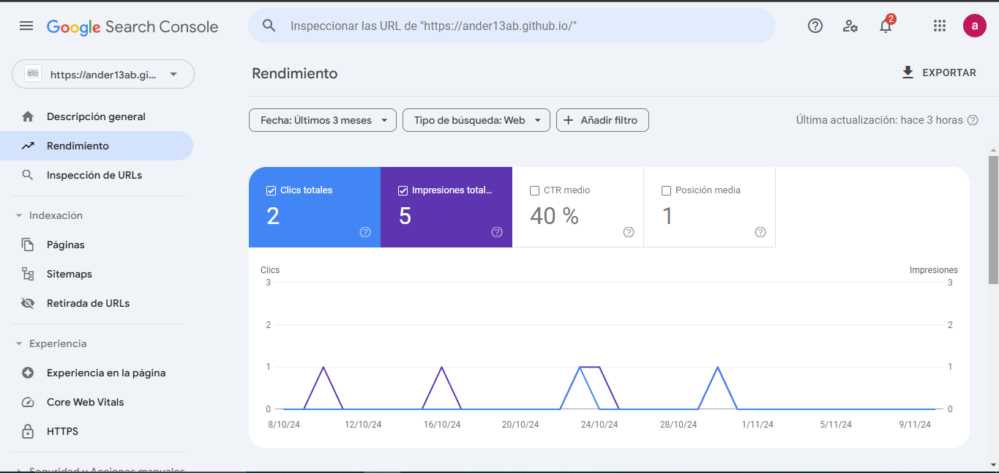 Google Search Console
Inspeccionar las URL de "https://ander13ab.github.io/"
2
a
https://ander13ab.gi...
Rendimiento
EXPORTAR
Fecha: Últimos 3 meses
Tipo de búsqueda: Web
Añadir filtro
Última actualización: hace 3 horas
Descripción general
Rendimiento
Inspección de URLs
Indexación
Páginas
Sitemaps
Retirada de URLs
Experiencia
Experiencia en la página
Core Web Vitals
HTTPS
Seguridad y Acciones manuales
Clics totales
2
Impresiones total...
5
CTR medio
40 %
Posición media
1
Clics
Impresiones
3
3
2
2
1
1
0
0
8/10/24
12/10/24
16/10/24
20/10/24
24/10/24
28/10/24
1/11/24
5/11/24
9/11/24